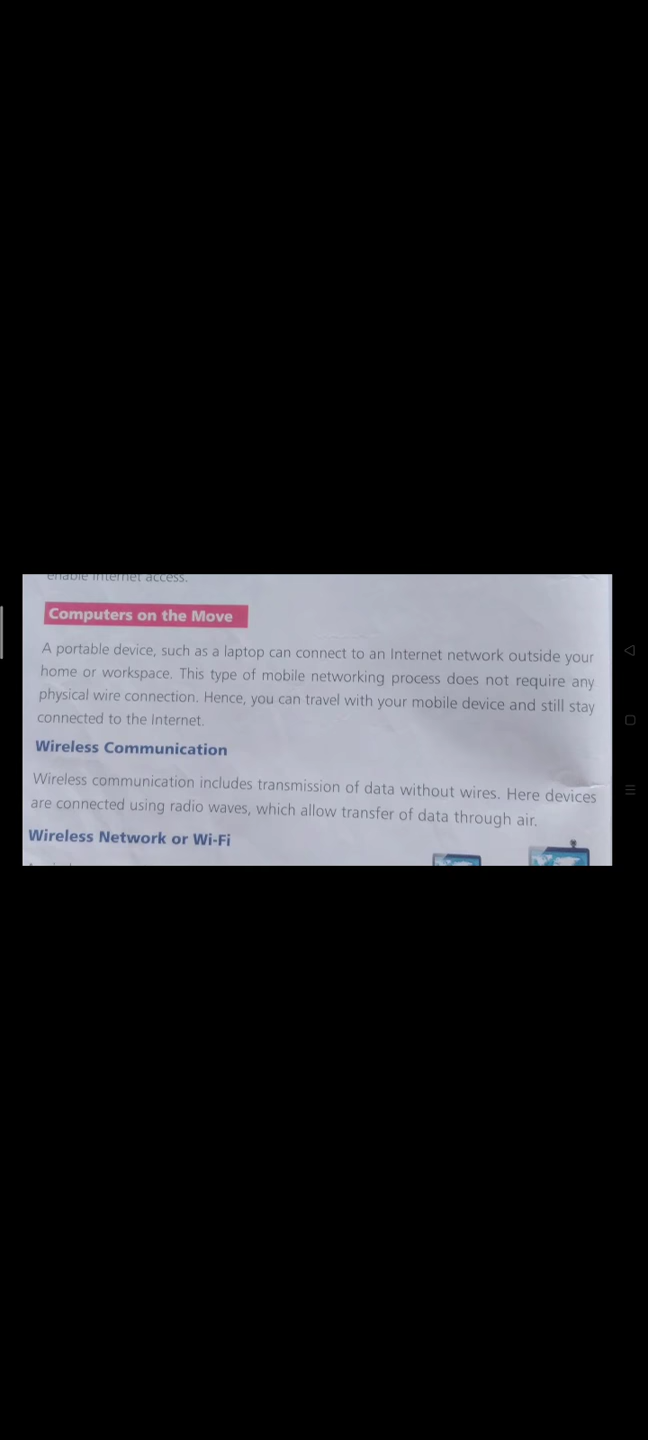 enable Internet access.
Computers on the Move
A portable device, such as a laptop can connect to an Internet network outside your
home or workspace. This type of mobile networking process does not require any
physical wire connection. Hence, you can travel with your mobile device and still stay
connected to the Internet.
Wireless Communication
Wireless communication includes transmission of data without wires. Here devices
are connected using radio waves, which allow transfer of data through air.
Wireless Network or Wi-Fi